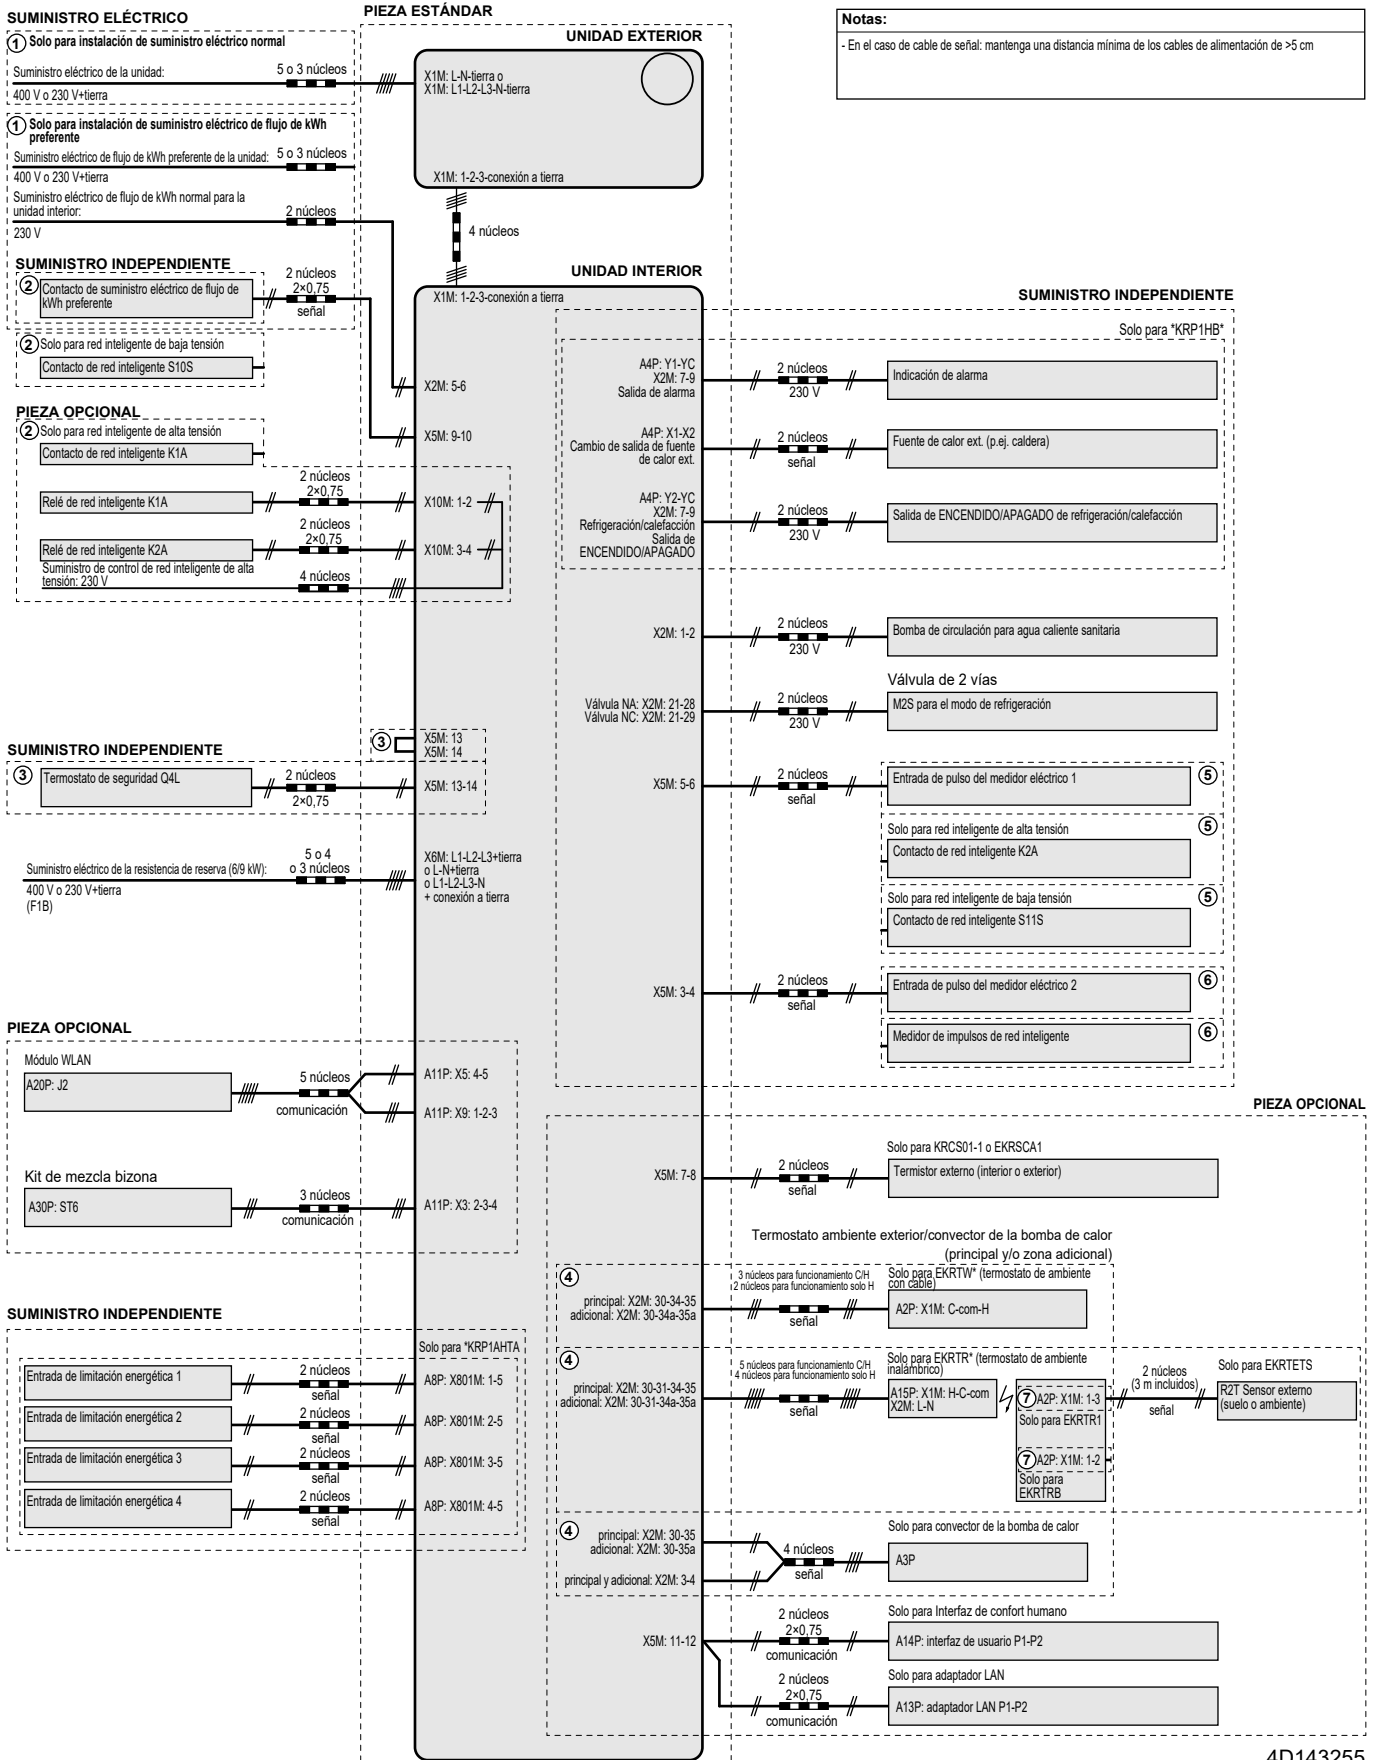 SUMINISTRO ELÉCTRICO
① Solo para instalación de suministro eléctrico normal
Suministro eléctrico de la unidad:
5 o 3 núcleos
400 V o 230 V+tierra
① Solo para instalación de suministro eléctrico de flujo de kWh
preferente
Suministro eléctrico de flujo de kWh preferente de la unidad:
5 o 3 núcleos
400 V o 230 V+tierra
Suministro eléctrico de flujo de kWh normal para la
unidad interior:
2 núcleos
230 V
SUMINISTRO INDEPENDIENTE
② Contacto de suministro eléctrico de flujo de
kWh preferente
2 núcleos
2×0,75
señal
② Solo para red inteligente de baja tensión
Contacto de red inteligente S10S
PIEZA OPCIONAL
② Solo para red inteligente de alta tensión
Contacto de red inteligente K1A
2 núcleos
2×0,75
Relé de red inteligente K1A
2 núcleos
2×0,75
Relé de red inteligente K2A
Suministro de control de red inteligente de alta
tensión: 230 V
4 núcleos
SUMINISTRO INDEPENDIENTE
③ Termostato de seguridad Q4L
2 núcleos
2×0,75
Suministro eléctrico de la resistencia de reserva (6/9 kW):
5 o 4
o 3 núcleos
400 V o 230 V+tierra
(F1B)
PIEZA OPCIONAL
Módulo WLAN
A20P: J2
5 núcleos
comunicación
Kit de mezcla bizona
A30P: ST6
3 núcleos
comunicación
SUMINISTRO INDEPENDIENTE
Solo para *KRP1AHTA
Entrada de limitación energética 1
2 núcleos
señal
A8P: X801M: 1-5
Entrada de limitación energética 2
2 núcleos
señal
A8P: X801M: 2-5
Entrada de limitación energética 3
2 núcleos
señal
A8P: X801M: 3-5
Entrada de limitación energética 4
2 núcleos
señal
A8P: X801M: 4-5
PIEZA ESTÁNDAR
UNIDAD EXTERIOR
X1M: L-N-tierra o
X1M: L1-L2-L3-N-tierra
X1M: 1-2-3-conexión a tierra
4 núcleos
UNIDAD INTERIOR
X1M: 1-2-3-conexión a tierra
X2M: 5-6
X5M: 9-10
X10M: 1-2
X10M: 3-4
③
X5M: 13
X5M: 14
X5M: 13-14
X6M: L1-L2-L3+tierra
o L-N+tierra
o L1-L2-L3-N
+ conexión a tierra
A11P: X5: 4-5
A11P: X9: 1-2-3
A11P: X3: 2-3-4
Notas:
- En el caso de cable de señal: mantenga una distancia mínima de los cables de alimentación de >5 cm
SUMINISTRO INDEPENDIENTE
Solo para *KRP1HB*
A4P: Y1-YC
X2M: 7-9
Salida de alarma
2 núcleos
230 V
Indicación de alarma
A4P: X1-X2
Cambio de salida de fuente
de calor ext.
2 núcleos
señal
Fuente de calor ext. (p.ej. caldera)
A4P: Y2-YC
X2M: 7-9
Refrigeración/calefacción
Salida de
ENCENDIDO/APAGADO
2 núcleos
230 V
Salida de ENCENDIDO/APAGADO de refrigeración/calefacción
X2M: 1-2
2 núcleos
230 V
Bomba de circulación para agua caliente sanitaria
Válvula de 2 vías
Válvula NA: X2M: 21-28
Válvula NC: X2M: 21-29
2 núcleos
230 V
M2S para el modo de refrigeración
X5M: 5-6
2 núcleos
señal
Entrada de pulso del medidor eléctrico 1
⑤
Solo para red inteligente de alta tensión
⑤
Contacto de red inteligente K2A
Solo para red inteligente de baja tensión
⑤
Contacto de red inteligente S11S
X5M: 3-4
2 núcleos
señal
Entrada de pulso del medidor eléctrico 2
⑥
Medidor de impulsos de red inteligente
⑥
PIEZA OPCIONAL
Solo para KRCS01-1 o EKRSCA1
X5M: 7-8
2 núcleos
señal
Termistor externo (interior o exterior)
Termostato ambiente exterior/convector de la bomba de calor
(principal y/o zona adicional)
④
principal: X2M: 30-34-35
adicional: X2M: 30-34a-35a
3 núcleos para funcionamiento C/H
2 núcleos para funcionamiento solo H
señal
Solo para EKRTW* (termostato de ambiente
con cable)
A2P: X1M: C-com-H
④
principal: X2M: 30-31-34-35
adicional: X2M: 30-31-34a-35a
5 núcleos para funcionamiento C/H
4 núcleos para funcionamiento solo H
señal
Solo para EKRTR* (termostato de ambiente
inalámbrico)
A15P: X1M: H-C-com
X2M: L-N
⑦ A2P: X1M: 1-3
Solo para EKRTR1
⑦ A2P: X1M: 1-2
Solo para
EKRTRB
2 núcleos
(3 m incluidos)
señal
Solo para EKRTETS
R2T Sensor externo
(suelo o ambiente)
④
principal: X2M: 30-35
adicional: X2M: 30-35a
principal y adicional: X2M: 3-4
4 núcleos
señal
Solo para convector de la bomba de calor
A3P
X5M: 11-12
2 núcleos
2×0,75
comunicación
Solo para Interfaz de confort humano
A14P: interfaz de usuario P1-P2
2 núcleos
2×0,75
comunicación
Solo para adaptador LAN
A13P: adaptador LAN P1-P2
4D143255